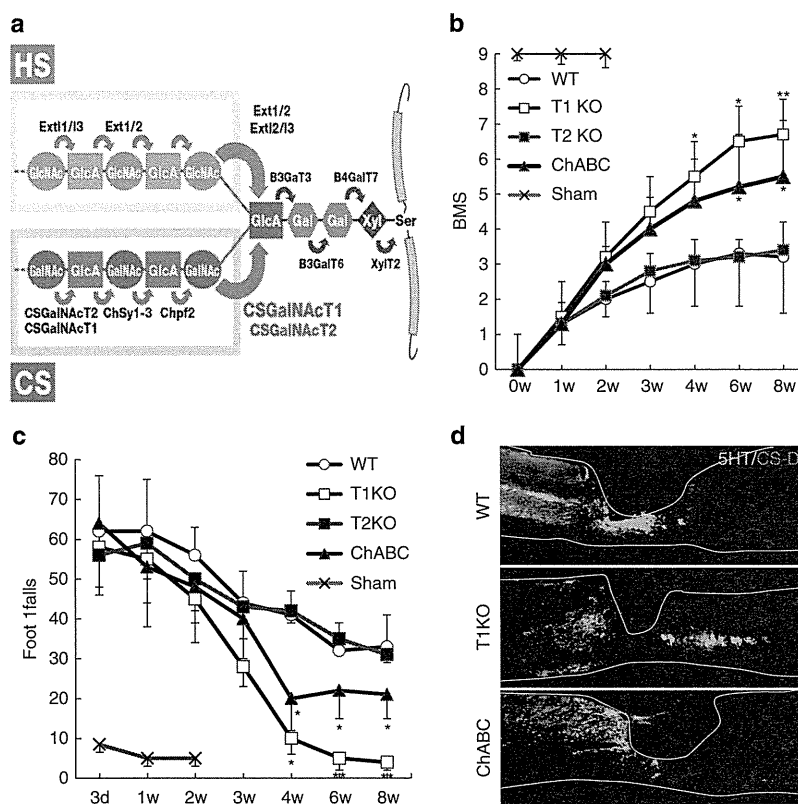 a
HS
Extl1/l3 Ext1/2
Ext1/2
Extl2/l3
GlcNAc GlcA GlcNAc GlcA GlcNAc
B3GaT3 B4GalT7
GlcA Gal Gal Xyl Ser
B3GalT6 XylT2
GalNAc GlcA GalNAc GlcA GalNAc
CSGalNAcT2 ChSy1-3 Chpf2
CSGalNAcT1
CSGalNAcT1
CSGalNAcT2
CS
b
BMS
9
8
7
6
5
4
3
2
1
0
WT
T1 KO
T2 KO
ChABC
Sham
* * **
* *
0w 1w 2w 3w 4w 6w 8w
c
Foot 1falls
80
70
60
50
40
30
20
10
0
WT
T1KO
T2KO
ChABC
Sham
* * *
*
3d 1w 2w 3w 4w 6w 8w
d
5HT/CS-D
WT
T1KO
ChABC